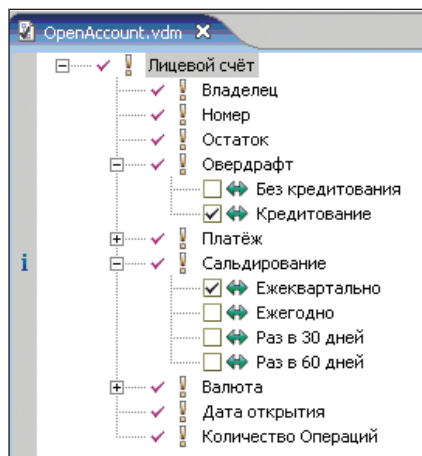 OpenAccount.vdm
Лицевой счёт
Владелец
Номер
Остаток
Овердрафт
Без кредитования
Кредитование
Платёж
Сальдирование
Ежеквартально
Ежегодно
Раз в 30 дней
Раз в 60 дней
Валюта
Дата открытия
Количество Операций